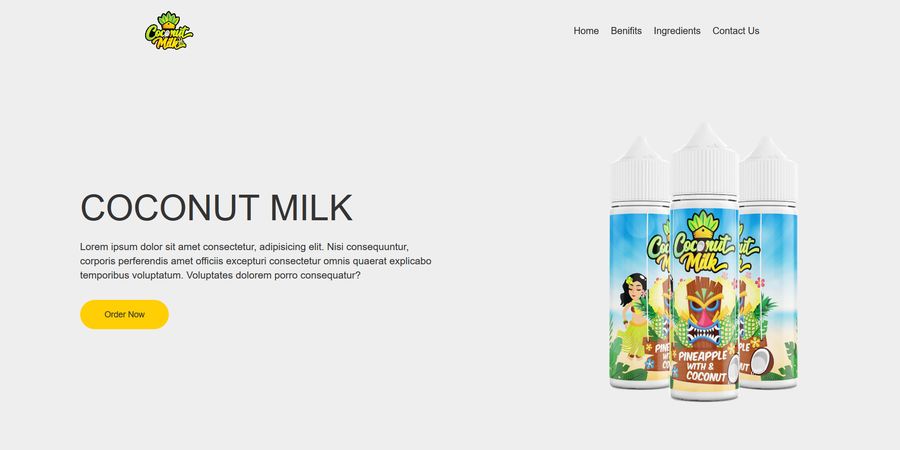 Coconut
Milk
Home Benifits Ingredients Contact Us
COCONUT MILK
Lorem ipsum dolor sit amet consectetur, adipisicing elit. Nisi consequuntur,
corporis perferendis amet officiis excepturi consectetur omnis quaerat explicabo
temporibus voluptatum. Voluptates dolorem porro consequatur?
Order Now
Coconut
Milk
PINEAPPLE
WITH &
COCONUT